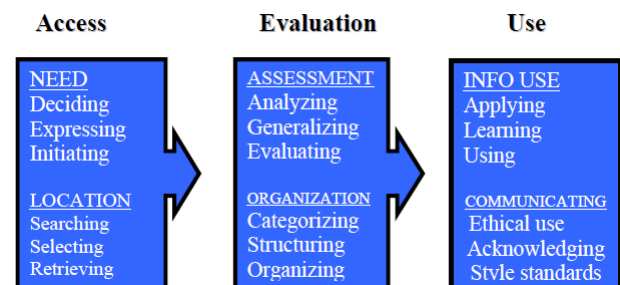 Access
Evaluation
Use
NEED
Deciding
Expressing
Initiating
LOCATION
Searching
Selecting
Retrieving
ASSESSMENT
Analyzing
Generalizing
Evaluating
ORGANIZATION
Categorizing
Structuring
Organizing
INFO USE
Applying
Learning
Using
COMMUNICATING
Ethical use
Acknowledging
Style standards